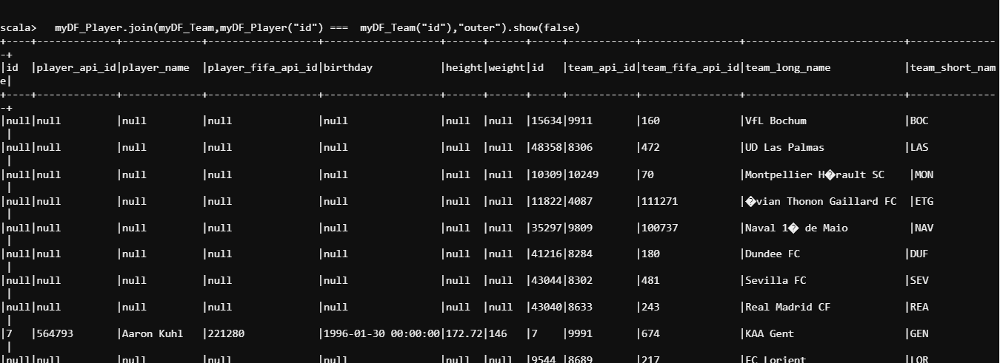 scala>   myDF_Player.join(myDF_Team,myDF_Player("id") ===  myDF_Team("id"),"outer").show(false)
+----+-------------+-------------+------------------+-------------------+------+------+-----+-----------+----------------+--------------------------+--------------
-+
|id  |player_api_id|player_name  |player_fifa_api_id|birthday           |height|weight|id   |team_api_id|team_fifa_api_id|team_long_name            |team_short_nam
e|
+----+-------------+-------------+------------------+-------------------+------+------+-----+-----------+----------------+--------------------------+--------------
-+
|null|null         |null         |null              |null               |null  |null  |15634|9911       |160             |VfL Bochum                |BOC
 |
|null|null         |null         |null              |null               |null  |null  |48358|8306       |472             |UD Las Palmas             |LAS
 |
|null|null         |null         |null              |null               |null  |null  |10309|10249      |70              |Montpellier H�rault SC    |MON
 |
|null|null         |null         |null              |null               |null  |null  |11822|4087       |111271          |�vian Thonon Gaillard FC  |ETG
 |
|null|null         |null         |null              |null               |null  |null  |35297|9809       |100737          |Naval 1� de Maio          |NAV
 |
|null|null         |null         |null              |null               |null  |null  |41216|8284       |180             |Dundee FC                 |DUF
 |
|null|null         |null         |null              |null               |null  |null  |43044|8302       |481             |Sevilla FC                |SEV
 |
|null|null         |null         |null              |null               |null  |null  |43040|8633       |243             |Real Madrid CF            |REA
 |
|7   |564793       |Aaron Kuhl   |221280            |1996-01-30 00:00:00|172.72|146   |7    |9991       |674             |KAA Gent                  |GEN
 |
|null|null         |null         |null              |null               |null  |null  |9544 |8689       |217             |FC Lorient                |LOR